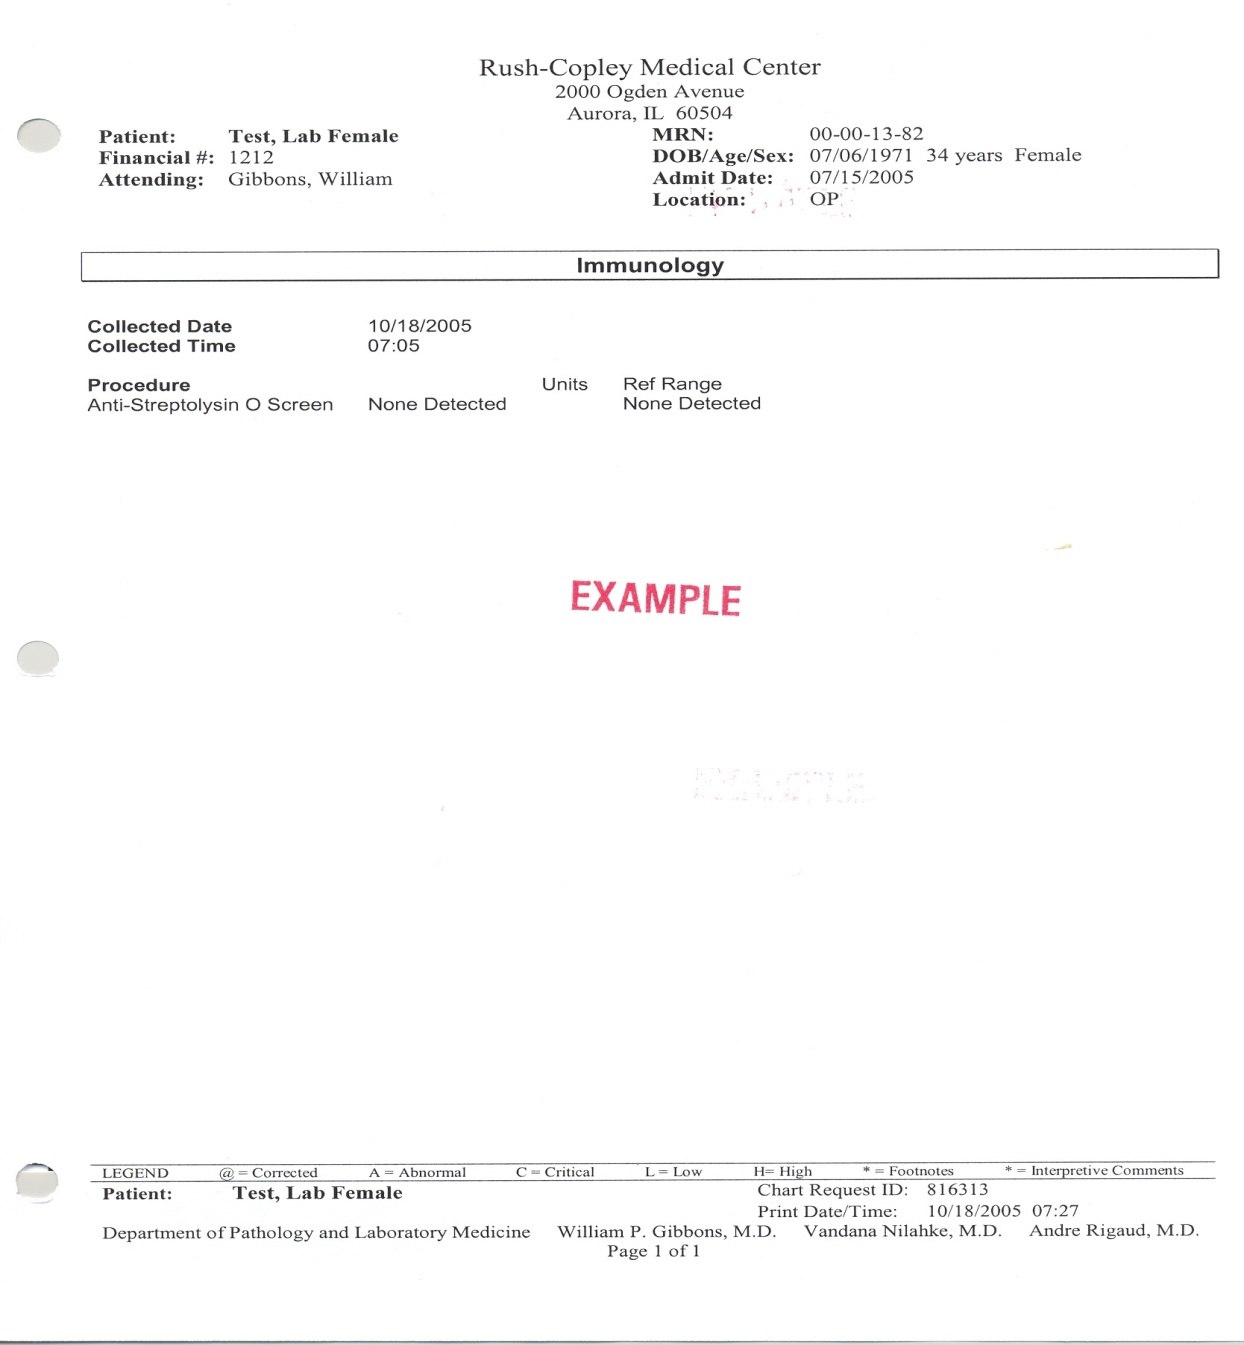 Rush-Copley Medical Center
2000 Ogden Avenue
Aurora, IL 60504
Patient: Test, Lab Female MRN: 00-00-13-82
Financial #: 1212 DOB/Age/Sex: 07/06/1971 34 years Female
Attending: Gibbons, William Admit Date: 07/15/2005
Location: OP
Immunology
Collected Date 10/18/2005
Collected Time 07:05
Procedure Units Ref Range
Anti-Streptolysin O Screen None Detected None Detected
EXAMPLE
LEGEND @ = Corrected A = Abnormal C = Critical L = Low H= High * = Footnotes * = Interpretive Comments
Patient: Test, Lab Female Chart Request ID: 816313
Print Date/Time: 10/18/2005 07:27
Department of Pathology and Laboratory Medicine William P. Gibbons, M.D. Vandana Nilahke, M.D. Andre Rigaud, M.D.
Page 1 of 1